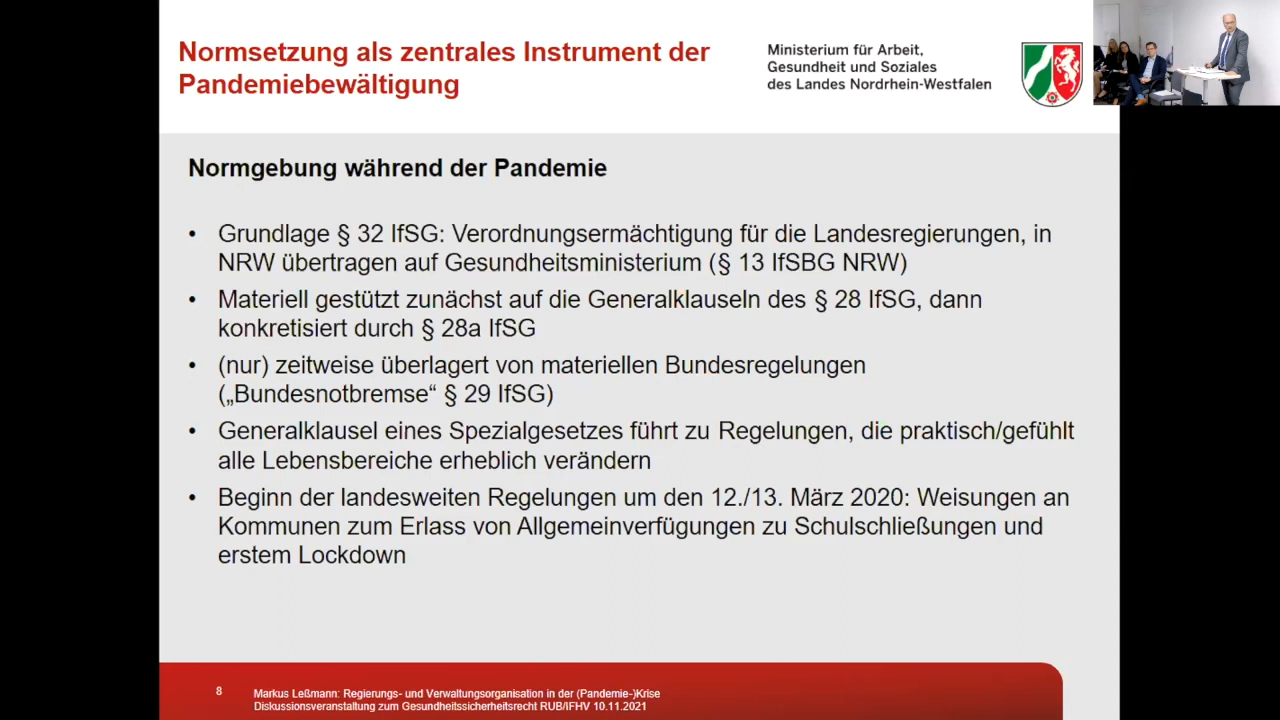 Normsetzung als zentrales Instrument der
Pandemiebewältigung
Ministerium für Arbeit,
Gesundheit und Soziales
des Landes Nordrhein-Westfalen
Normgebung während der Pandemie
• Grundlage § 32 IfSG: Verordnungsermächtigung für die Landesregierungen, in
NRW übertragen auf Gesundheitsministerium (§ 13 IfSBG NRW)
• Materiell gestützt zunächst auf die Generalklauseln des § 28 IfSG, dann
konkretisiert durch § 28a IfSG
• (nur) zeitweise überlagert von materiellen Bundesregelungen
(„Bundesnotbremse“ § 29 IfSG)
• Generalklausel eines Spezialgesetzes führt zu Regelungen, die praktisch/gefühlt
alle Lebensbereiche erheblich verändern
• Beginn der landesweiten Regelungen um den 12./13. März 2020: Weisungen an
Kommunen zum Erlass von Allgemeinverfügungen zu Schulschließungen und
erstem Lockdown
8
Markus Leßmann: Regierungs- und Verwaltungsorganisation in der (Pandemie-)Krise
Diskussionsveranstaltung zum Gesundheitssicherheitsrecht RUB/IFHV 10.11.2021